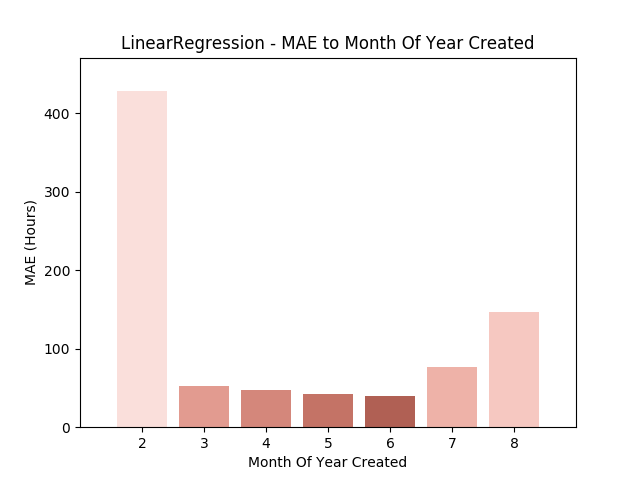 LinearRegression - MAE to Month Of Year Created
400
300
200
100
0
MAE (Hours)
2 3 4 5 6 7 8
Month Of Year Created